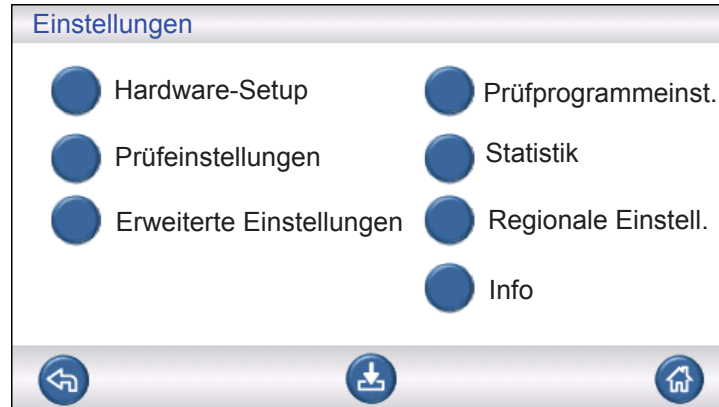 Einstellungen
Hardware-Setup
Prüfeinstellungen
Erweiterte Einstellungen
Prüfprogrammeinst.
Statistik
Regionale Einstell.
Info